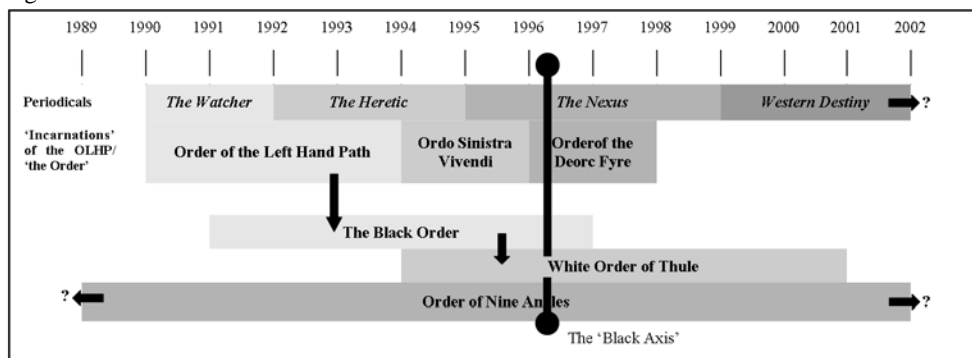 1989 1990 1991 1992 1993 1994 1995 1996 1997 1998 1999 2000 2001 2002
Periodicals The Watcher The Heretic The Nexus Western Destiny ?
'Incarnations'
of the OLHP/
'the Order'
Order of the Left Hand Path
Ordo Sinistra
Vivendi
Orderof the
Deorc Fyre
The Black Order
White Order of Thule
? Order of Nine Angles ?
The 'Black Axis'